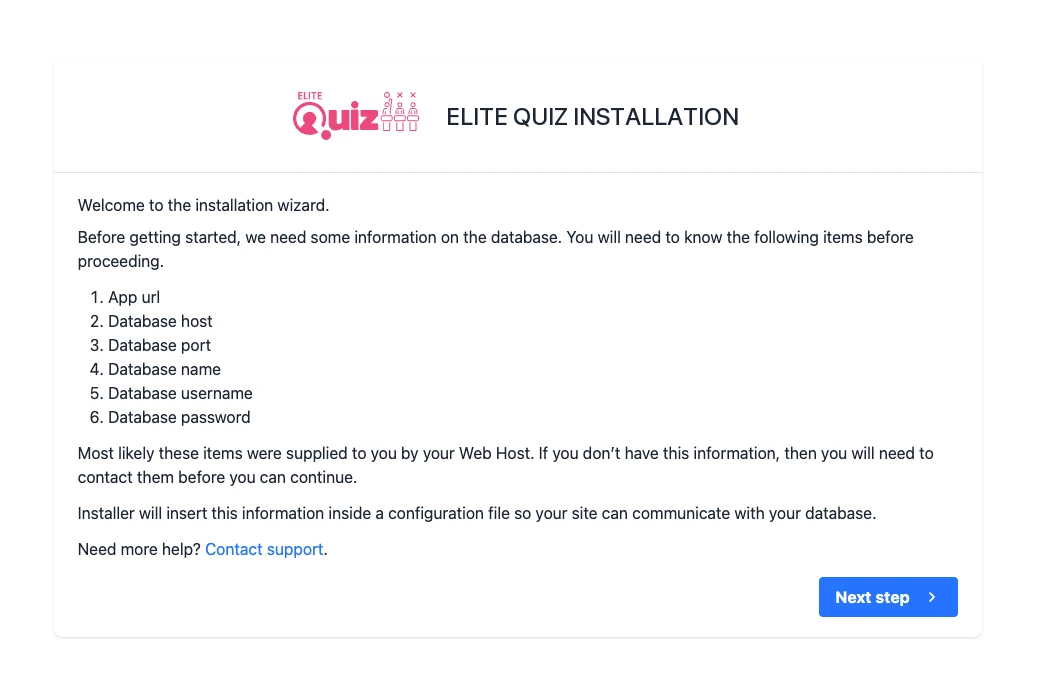 ELITE
Quiz
ELITE QUIZ INSTALLATION
Welcome to the installation wizard.
Before getting started, we need some information on the database. You will need to know the following items before
proceeding.
1. App url
2. Database host
3. Database port
4. Database name
5. Database username
6. Database password
Most likely these items were supplied to you by your Web Host. If you don’t have this information, then you will need to
contact them before you can continue.
Installer will insert this information inside a configuration file so your site can communicate with your database.
Need more help? Contact support.
Next step